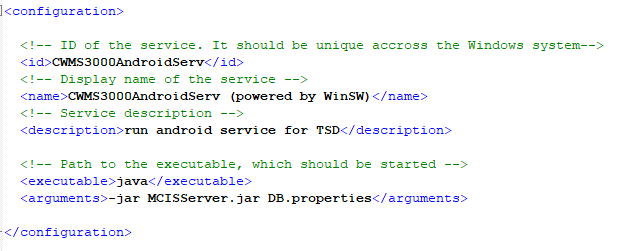 <configuration>
<!-- ID of the service. It should be unique accross the Windows system-->
<id>CWMS3000AndroidServ</id>
<!-- Display name of the service -->
<name>CWMS3000AndroidServ (powered by WinSW)</name>
<!-- Service description -->
<description>run android service for TSD</description>
<!-- Path to the executable, which should be started -->
<executable>java</executable>
<arguments>-jar MCISServer.jar DB.properties</arguments>
</configuration>